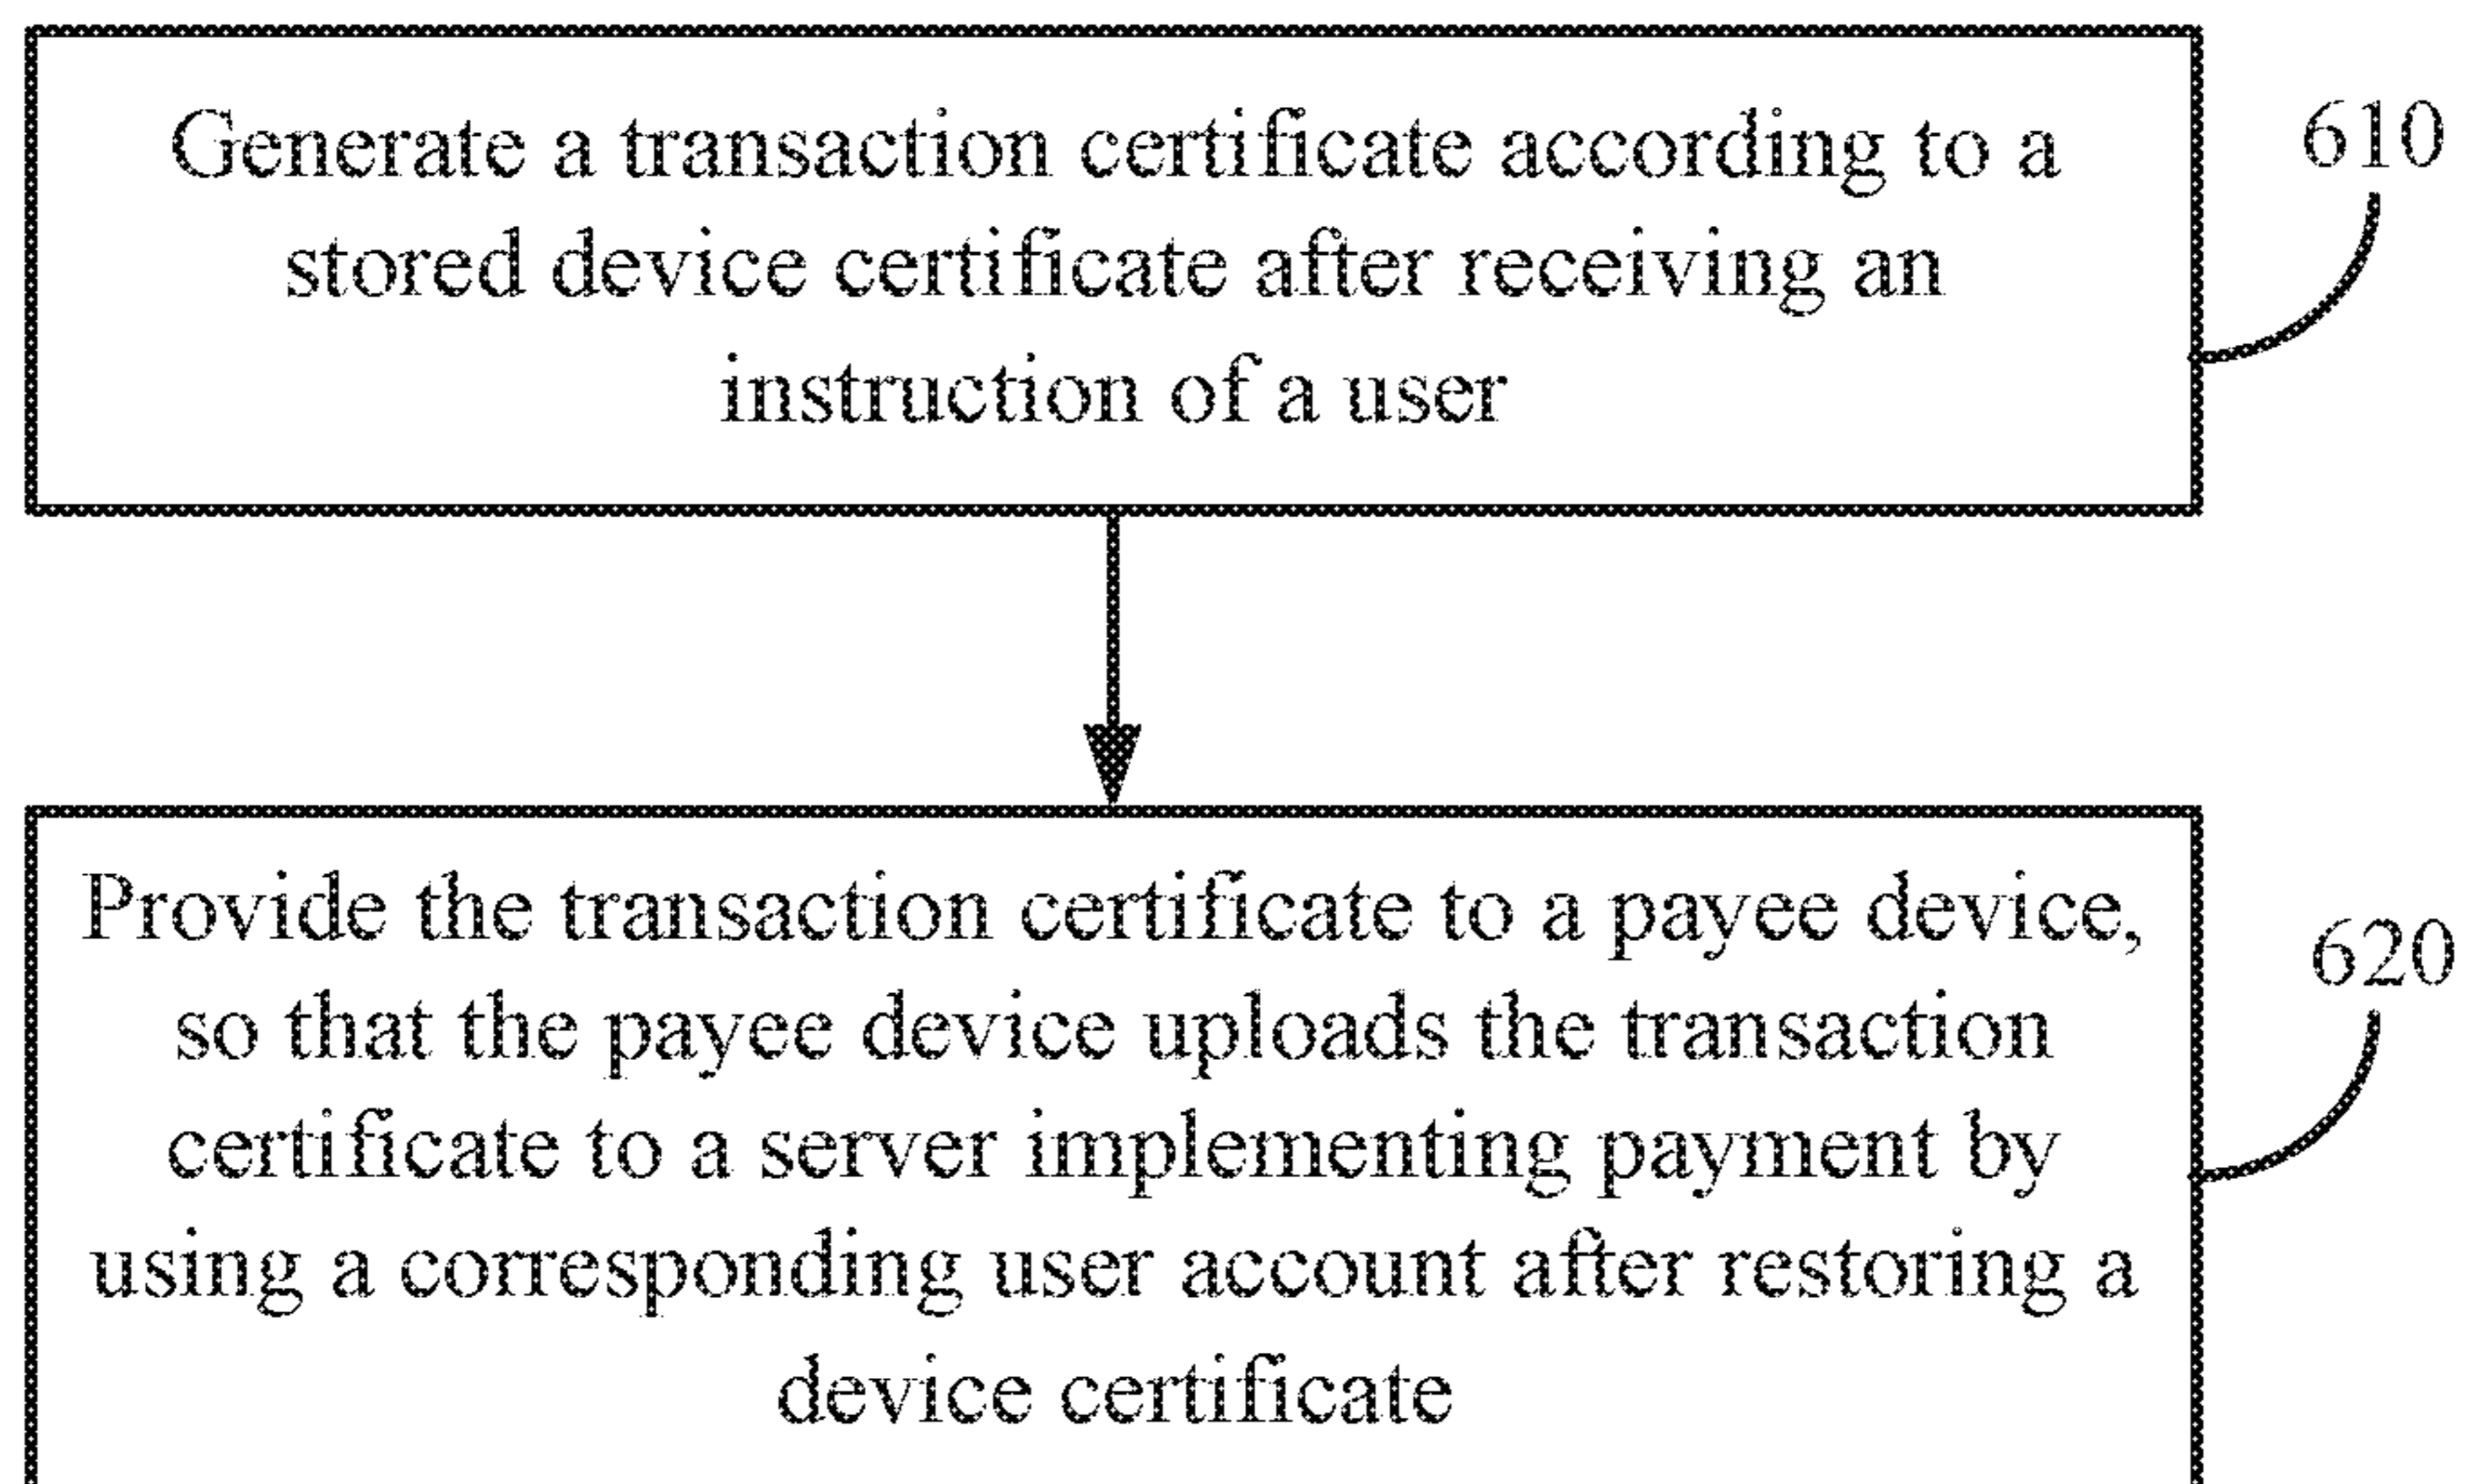 Generate a transaction certificate according to a
stored device certificate after receiving an
instruction of a user
610
Provide the transaction certificate to a payee device,
so that the payee device uploads the transaction
certificate to a server implementing payment by
using a corresponding user account after restoring a
device certificate
620